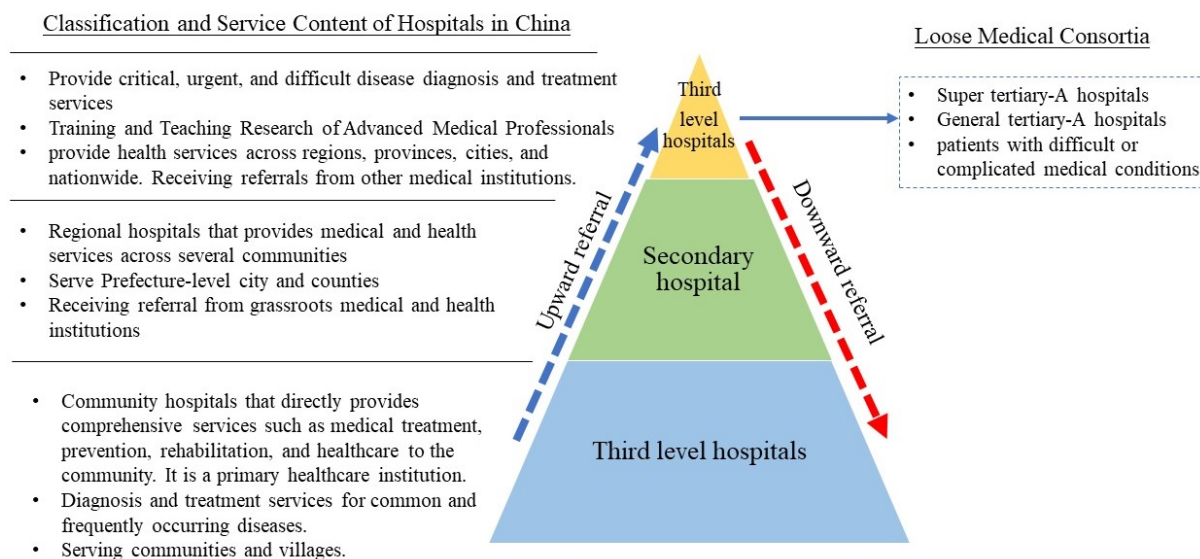 Classification and Service Content of Hospitals in China
• Provide critical, urgent, and difficult disease diagnosis and treatment
services
• Training and Teaching Research of Advanced Medical Professionals
• provide health services across regions, provinces, cities, and
nationwide. Receiving referrals from other medical institutions.
• Regional hospitals that provides medical and health
services across several communities
• Serve Prefecture-level city and counties
• Receiving referral from grassroots medical and health
institutions
• Community hospitals that directly provides
comprehensive services such as medical treatment,
prevention, rehabilitation, and healthcare to the
community. It is a primary healthcare institution.
• Diagnosis and treatment services for common and
frequently occurring diseases.
• Serving communities and villages.
Upward referral
Third
level
hospitals
Secondary
hospital
Third level hospitals
Downward referral
Loose Medical Consortia
• Super tertiary-A hospitals
• General tertiary-A hospitals
• patients with difficult or
complicated medical conditions